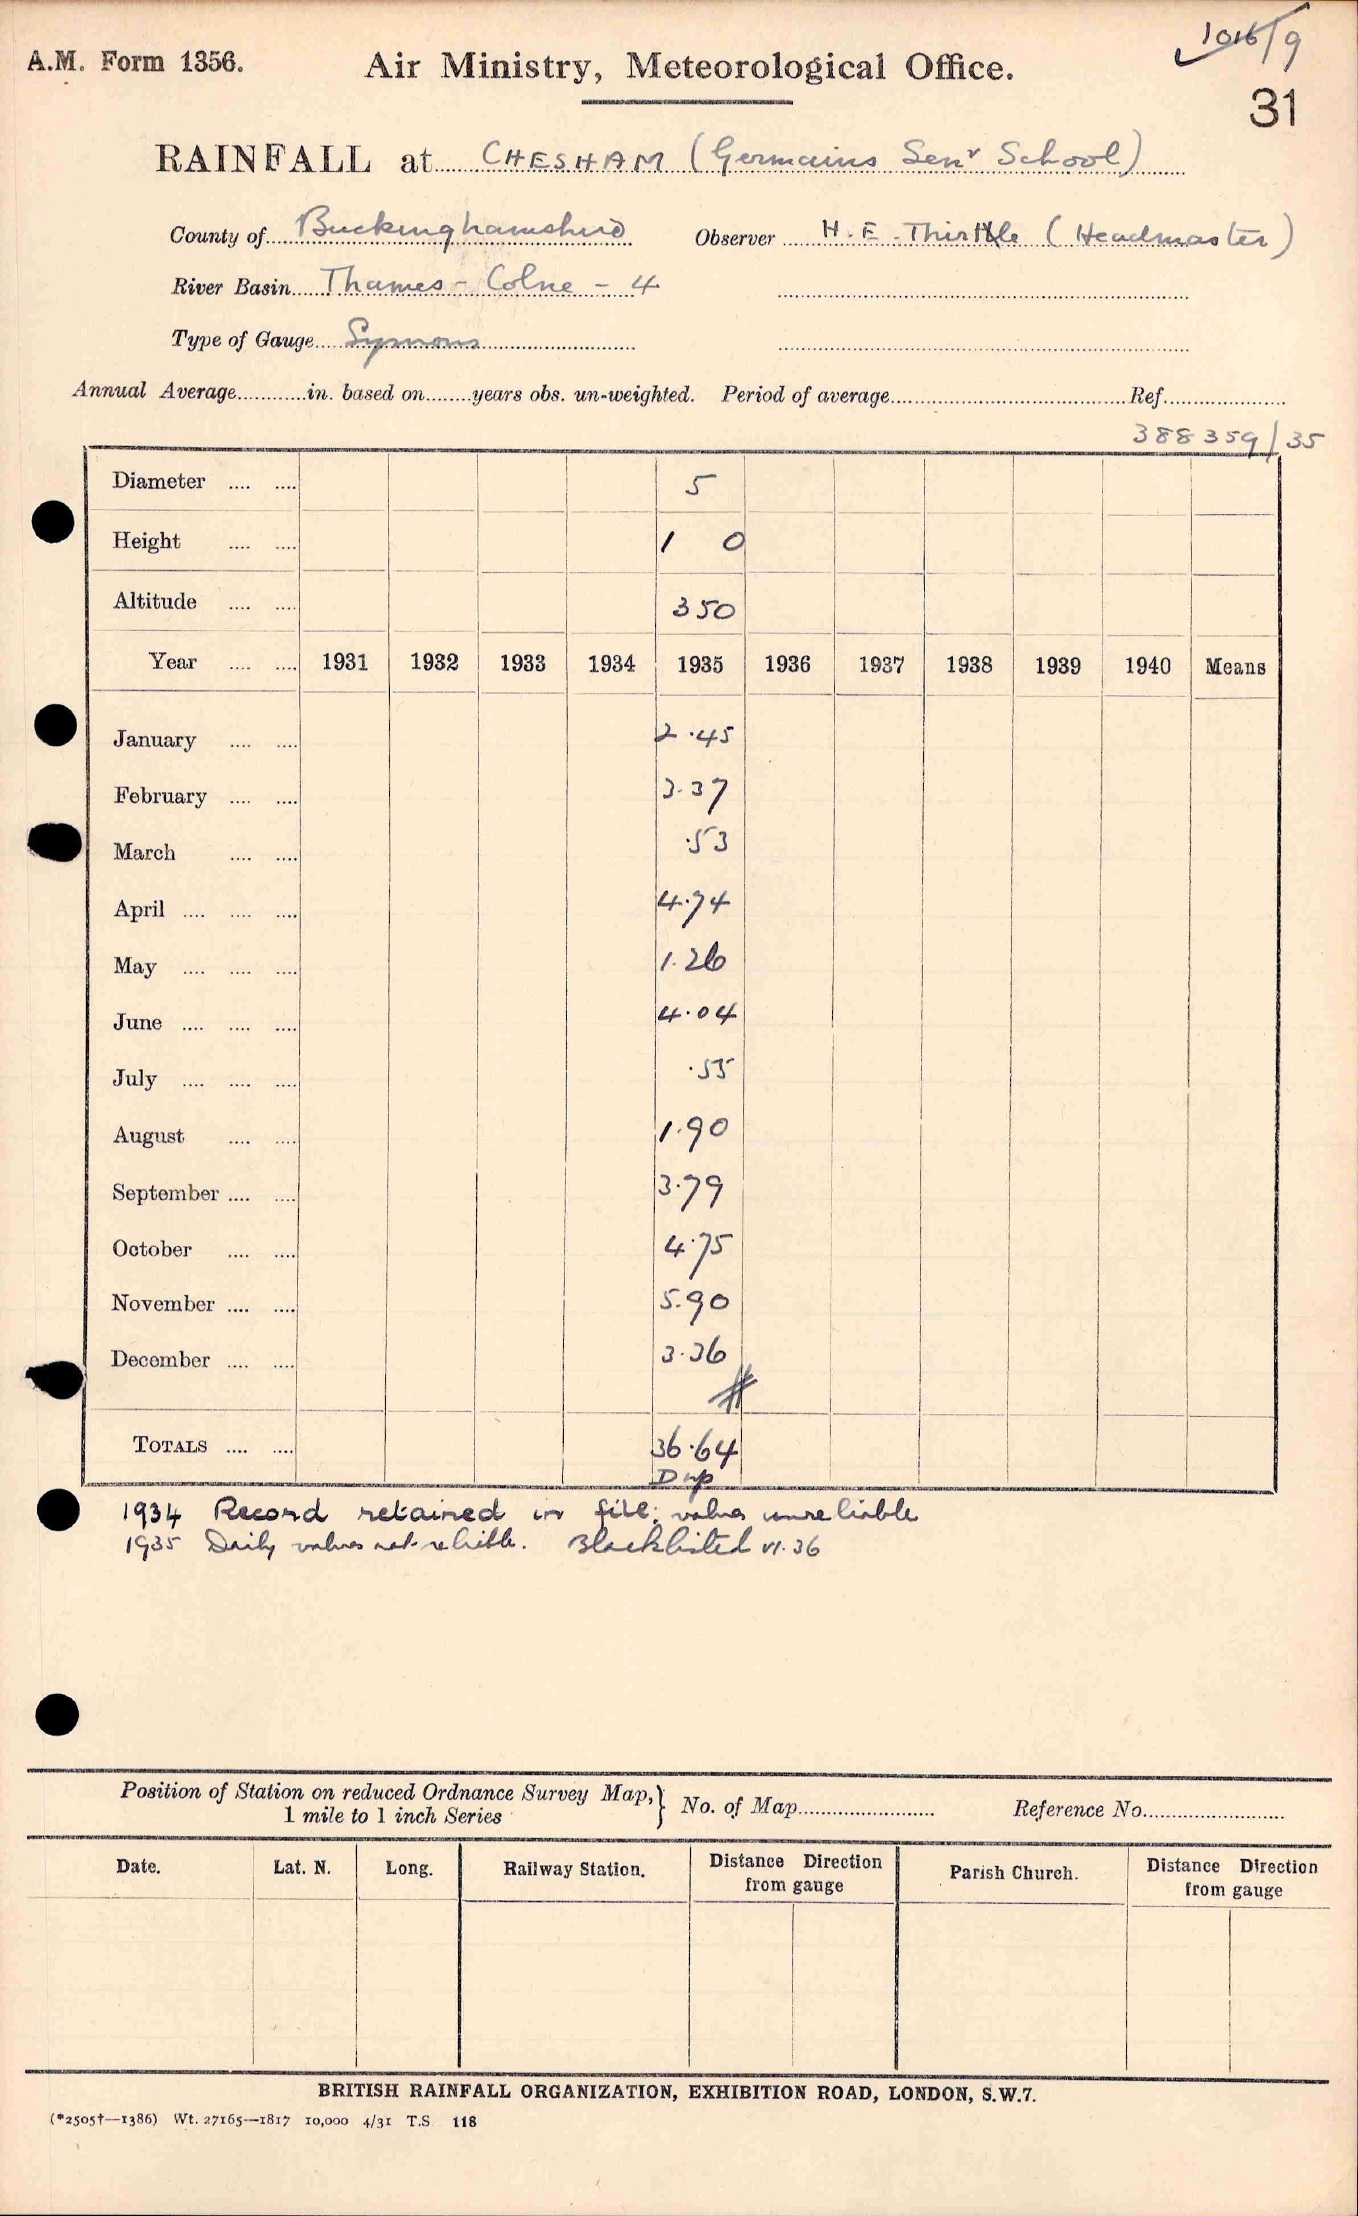 1016/9
A.M. Form 1356.
Air Ministry, Meteorological Office.
31
RAINFALL at CHESHAM (Germains Senr School)
County of Buckinghamshire Observer H. E. Thirtle (Headmaster)
River Basin Thames - Colne - 4
Type of Gauge Symons
Annual Average............in. based on........years obs. un-weighted. Period of average............Ref............
388359/35
Diameter .... .... 5
Height .... .... 1 0
Altitude .... .... 350
Year .... .... 1931 1932 1933 1934 1935 1936 1937 1938 1939 1940 Means
January .... .... 2.45
February .... .... 3.37
March .... .... .53
April .... .... .... 4.74
May .... .... .... 1.26
June .... .... .... 4.04
July .... .... .... .55
August .... .... 1.90
September .... .... 3.79
October .... .... 4.75
November .... .... 5.90
December .... .... 3.36
TOTALS .... .... 36.64
1934 Record retained in file; values unreliable
1935 Daily values not reliable. Blacklisted VI.36
Position of Station on reduced Ordnance Survey Map,} No. of Map............ Reference No............
1 mile to 1 inch Series
Date. Lat. N. Long. Railway Station. Distance Direction from gauge Parish Church. Distance Direction from gauge
BRITISH RAINFALL ORGANIZATION, EXHIBITION ROAD, LONDON, S.W.7.
(*2505†—1386) Wt. 27165—1817 10,000 4/31 T.S 118